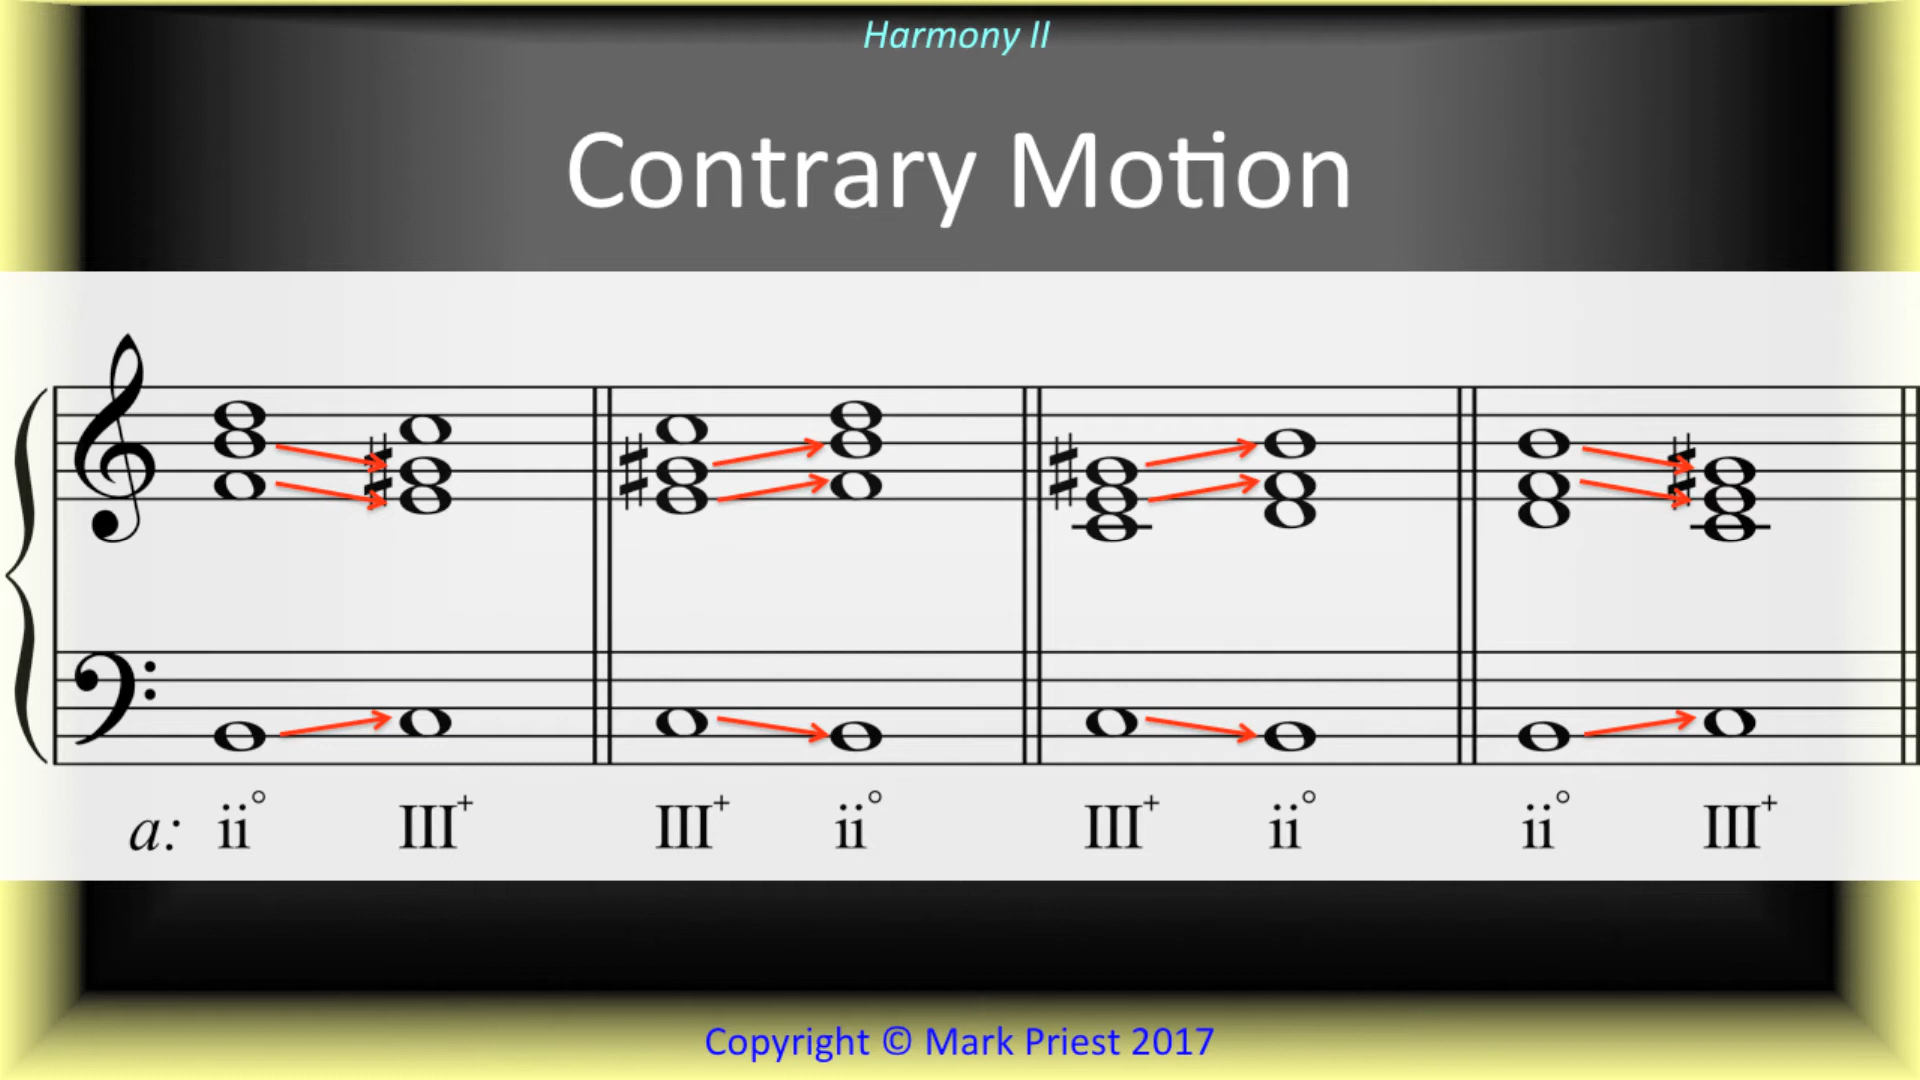 Harmony II
Contrary Motion
a: ii° III⁺ III⁺ ii° III⁺ ii° ii° III⁺
Copyright © Mark Priest 2017